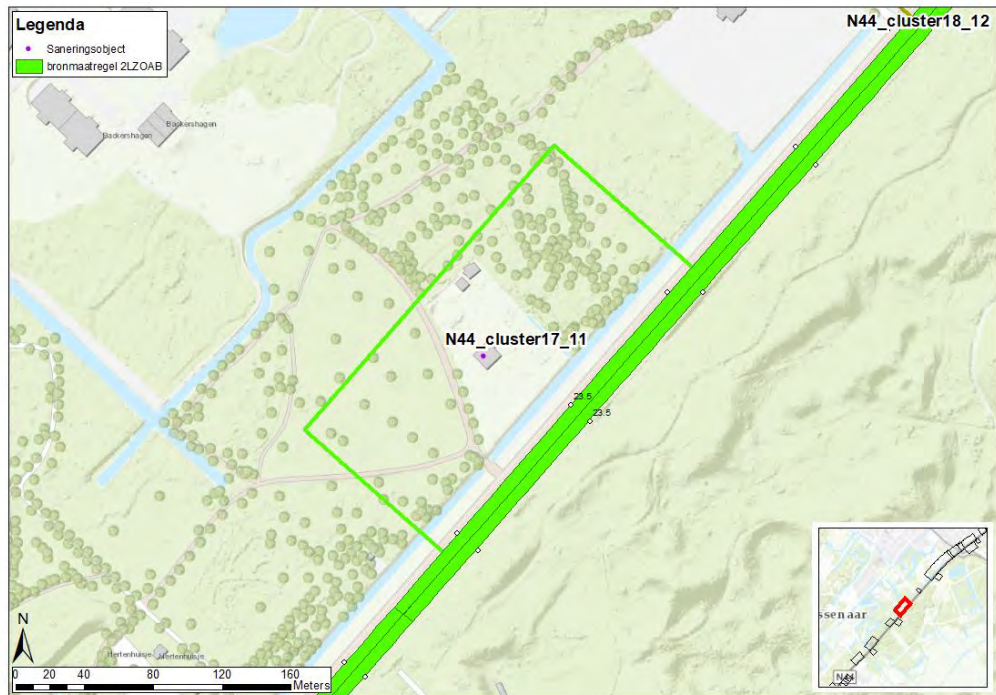 Legenda
Saneringsobject
bronmaatregel 2LZOAB
N44_cluster18_12
Backershagen
Backershagen
N44_cluster17_11
23.5
23.5
Hertenhuisje
Hertenhuisje
N
0 20 40 80 120 160
Meters
ssenaar
N44